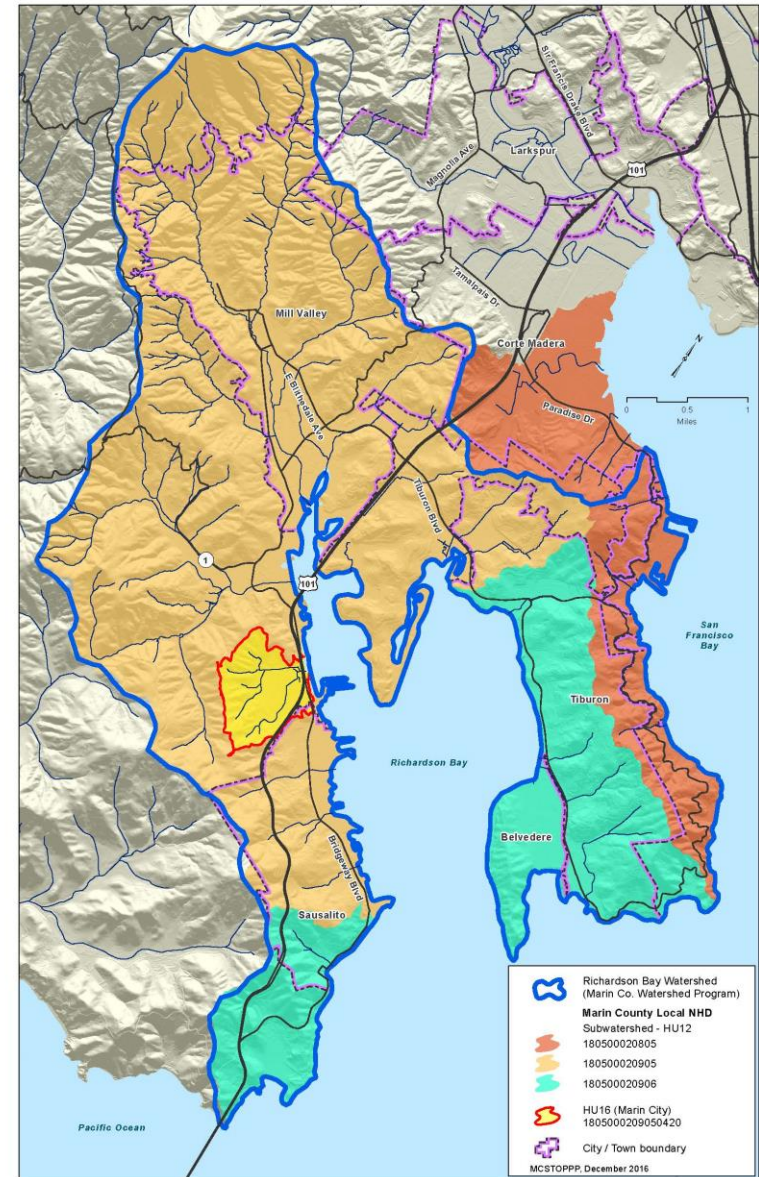 Sir Francis Drake Blvd
Larkspur
Magnolia Ave
101
Tamalpais Dr
Mill Valley
Corte Madera
E Blithedale Ave
Paradise Dr
0 0.5 1
Miles
Tiburon Blvd
1
101
San
Francisco
Bay
Tiburon
Richardson Bay
Belvedere
Bridgeway Blvd
Sausalito
Pacific Ocean
Richardson Bay Watershed
(Marin Co. Watershed Program)
Marin County Local NHD
Subwatershed - HU12
180500020805
180500020905
180500020906
HU16 (Marin City)
1805000209050420
City / Town boundary
MCSTOPPP, December 2016